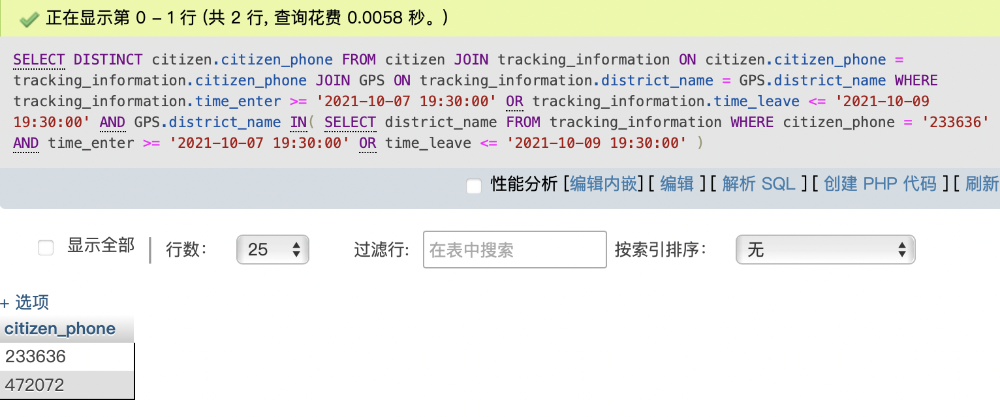 正在显示第 0 - 1 行 (共 2 行, 查询花费 0.0058 秒。)
SELECT DISTINCT citizen.citizen_phone FROM citizen JOIN tracking_information ON citizen.citizen_phone =
tracking_information.citizen_phone JOIN GPS ON tracking_information.district_name = GPS.district_name WHERE
tracking_information.time_enter >= '2021-10-07 19:30:00' OR tracking_information.time_leave <= '2021-10-09
19:30:00' AND GPS.district_name IN( SELECT district_name FROM tracking_information WHERE citizen_phone = '233636'
AND time_enter >= '2021-10-07 19:30:00' OR time_leave <= '2021-10-09 19:30:00' )
性能分析 [编辑内嵌] [ 编辑 ] [ 解析 SQL ] [ 创建 PHP 代码 ] [ 刷新
显示全部 | 行数: 25 过滤行: 在表中搜索 按索引排序: 无
+ 选项
citizen_phone
233636
472072